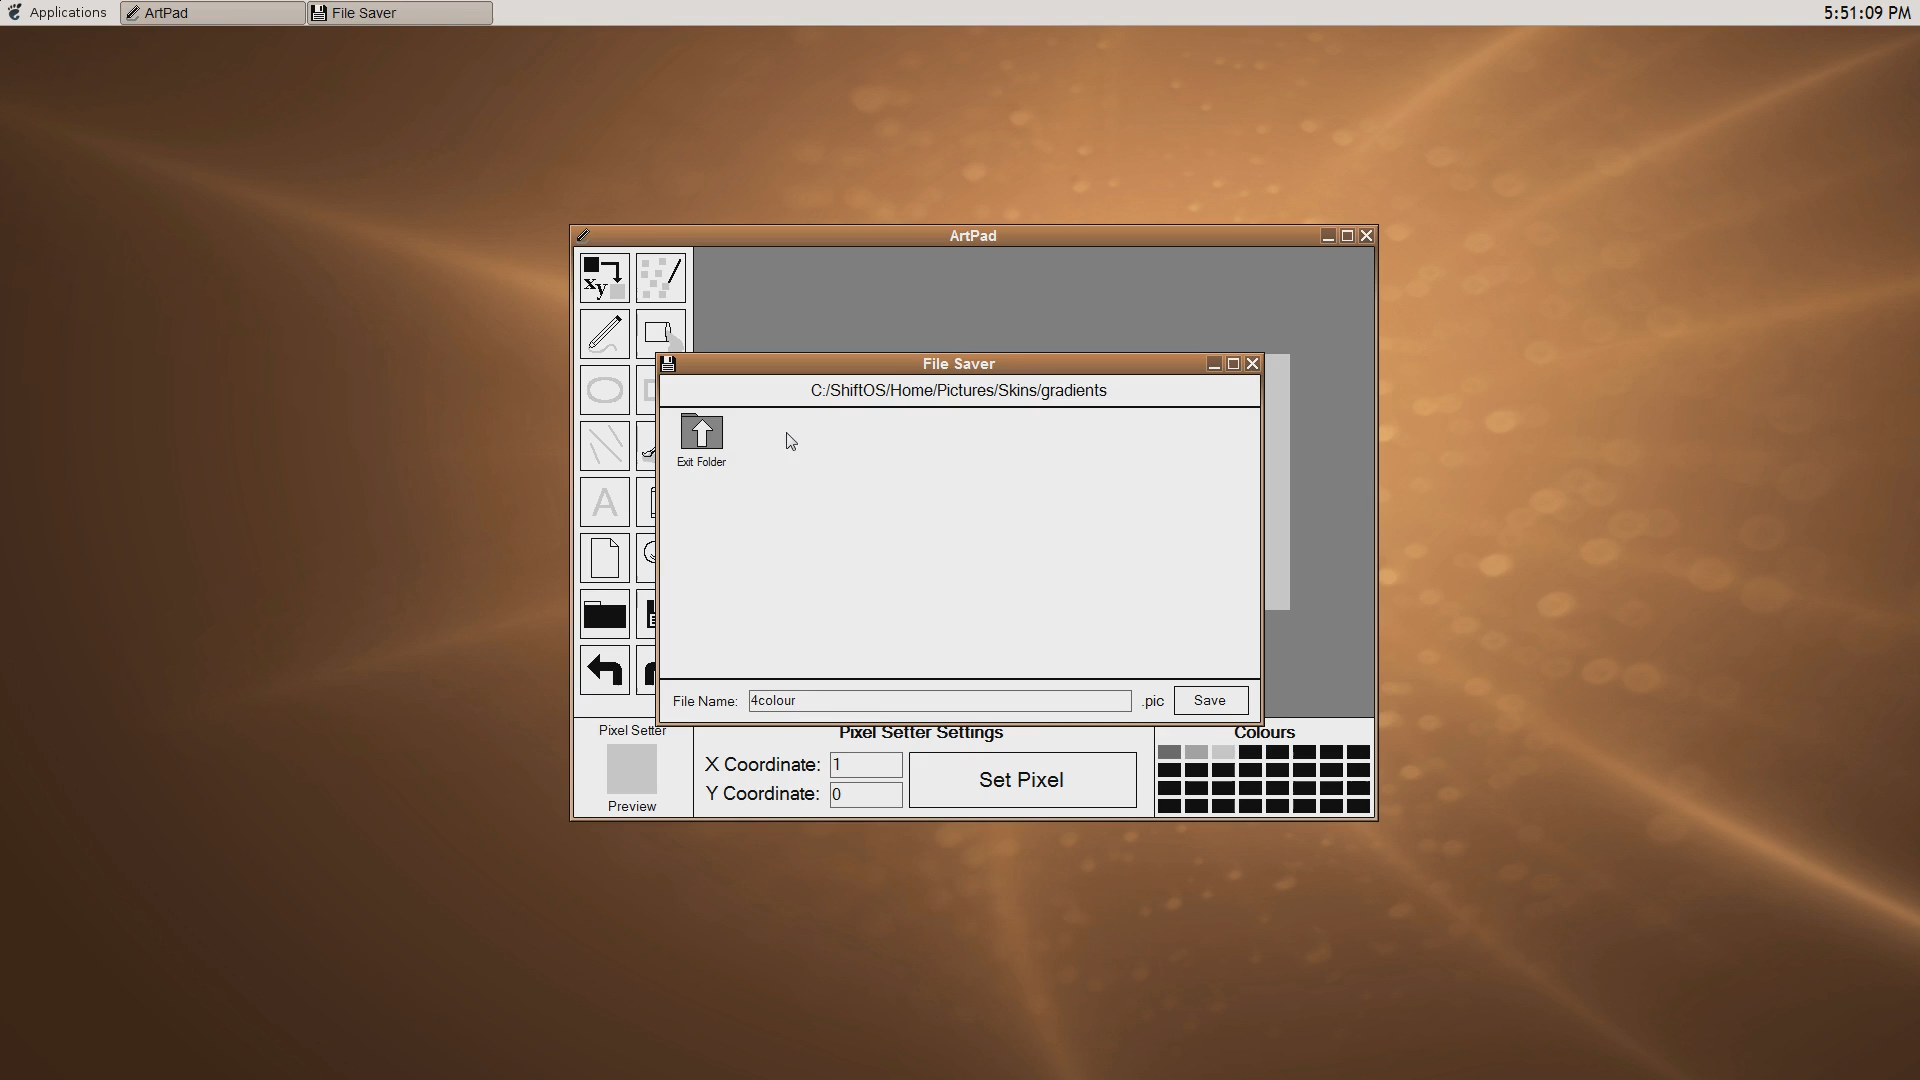 Applications
ArtPad
File Saver
5:51:09 PM
ArtPad
xy
File Saver
C:/ShiftOS/Home/Pictures/Skins/gradients
Exit Folder
A
File Name:
4colour
.pic
Save
Pixel Setter
Pixel Setter Settings
Colours
X Coordinate:
1
Set Pixel
Y Coordinate:
0
Preview